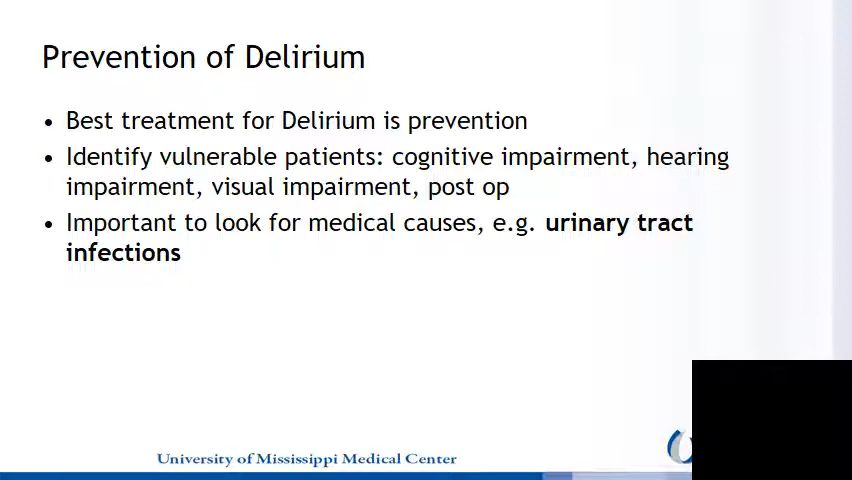 Prevention of Delirium
• Best treatment for Delirium is prevention
• Identify vulnerable patients: cognitive impairment, hearing
impairment, visual impairment, post op
• Important to look for medical causes, e.g. urinary tract
infections
University of Mississippi Medical Center